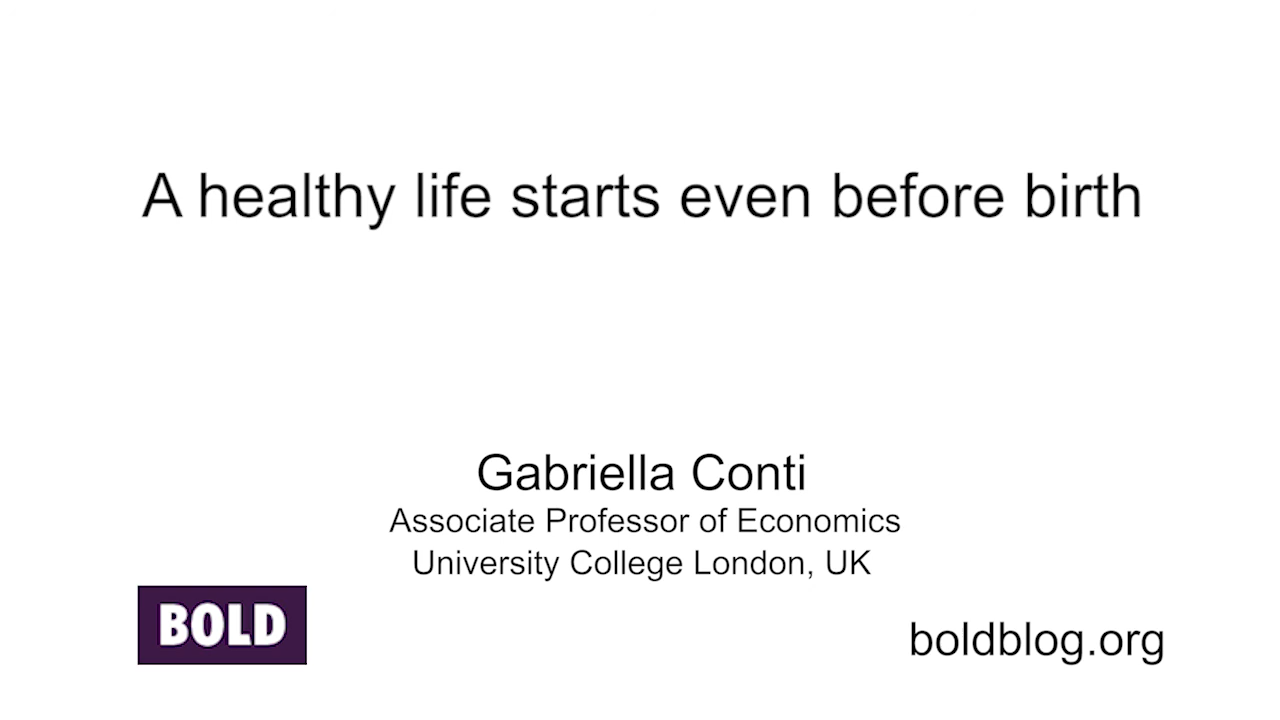 A healthy life starts even before birth
Gabriella Conti
Associate Professor of Economics
University College London, UK
BOLD
boldblog.org